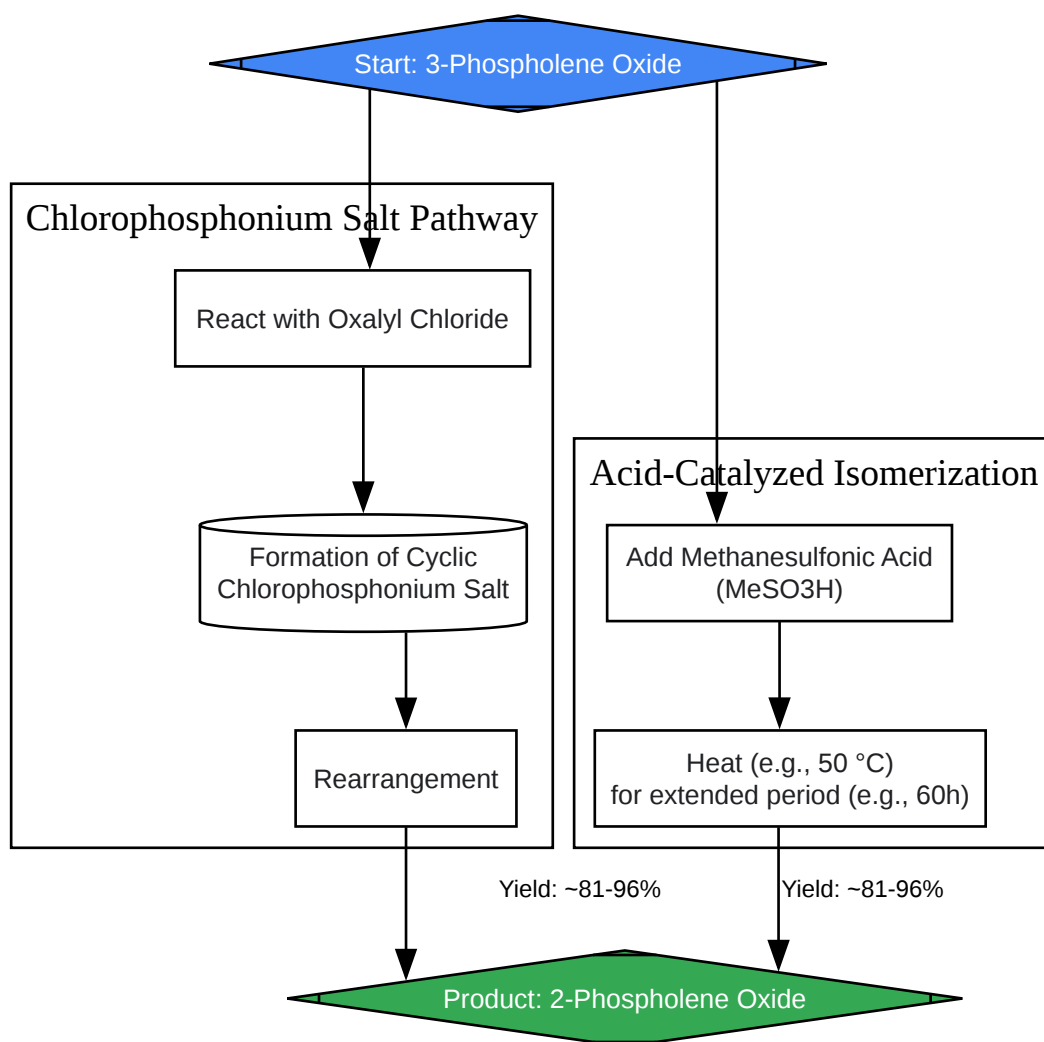 Start: 3-Phospholene Oxide
Chlorophosphonium Salt Pathway
React with Oxalyl Chloride
Formation of Cyclic
Chlorophosphonium Salt
Rearrangement
Acid-Catalyzed Isomerization
Add Methanesulfonic Acid
(MeSO3H)
Heat (e.g., 50 °C)
for extended period (e.g., 60h)
Yield: ~81-96%
Yield: ~81-96%
Product: 2-Phospholene Oxide